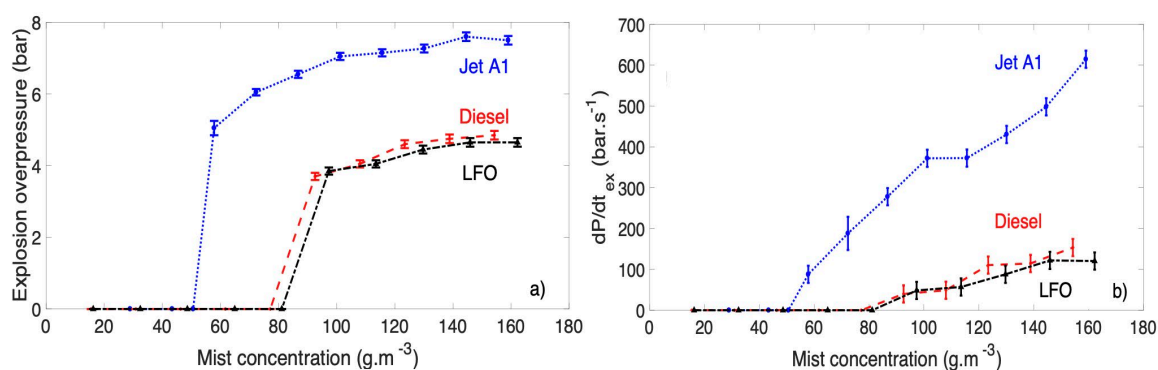 8
6
4
2
0
Explosion overpressure (bar)
Jet A1
Diesel
LFO
a)
0 20 40 60 80 100 120 140 160 180
Mist concentration (g.m⁻³)
700
600
500
400
300
200
100
0
dP/dt_ex (bar.s⁻¹)
Jet A1
Diesel
LFO
b)
0 20 40 60 80 100 120 140 160 180
Mist concentration (g.m⁻³)